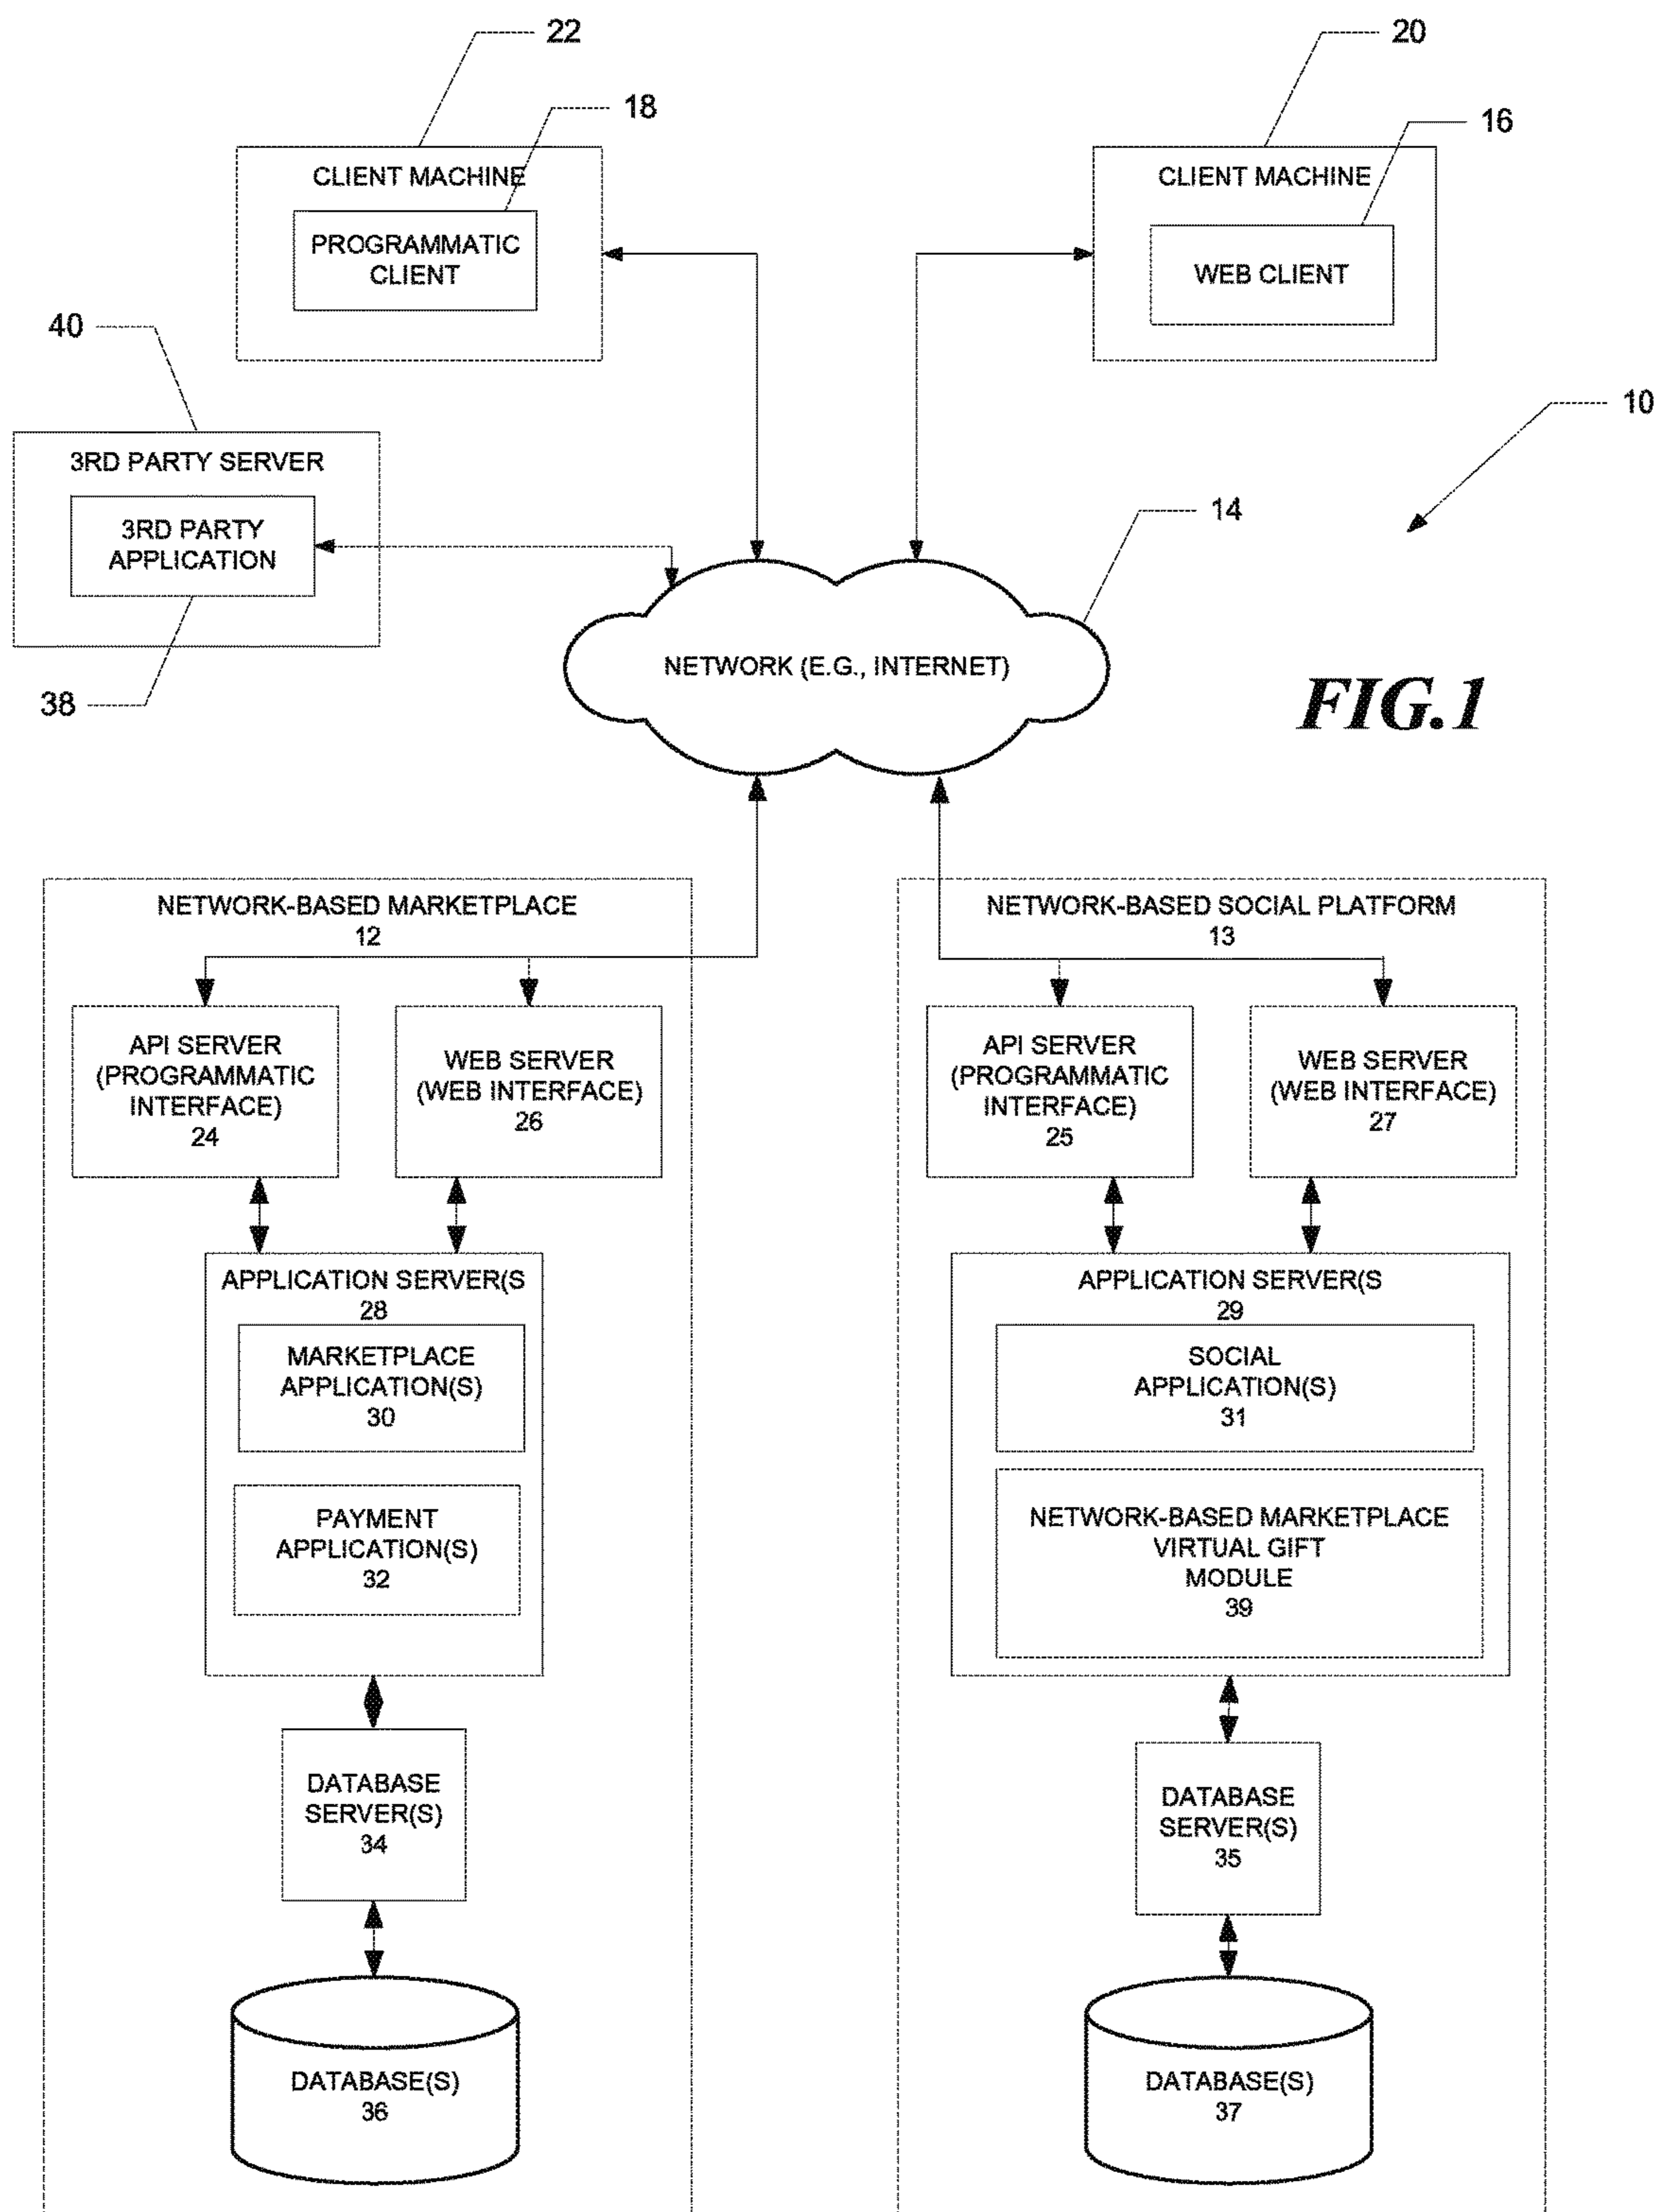 22
20
18
16
CLIENT MACHINE
PROGRAMMATIC
CLIENT
CLIENT MACHINE
WEB CLIENT
40
10
3RD PARTY SERVER
3RD PARTY
APPLICATION
38
14
NETWORK (E.G., INTERNET)
FIG.1
NETWORK-BASED MARKETPLACE
12
API SERVER
(PROGRAMMATIC
INTERFACE)
24
WEB SERVER
(WEB INTERFACE)
26
APPLICATION SERVER(S
28
MARKETPLACE
APPLICATION(S)
30
PAYMENT
APPLICATION(S)
32
DATABASE
SERVER(S)
34
DATABASE(S)
36
NETWORK-BASED SOCIAL PLATFORM
13
API SERVER
(PROGRAMMATIC
INTERFACE)
25
WEB SERVER
(WEB INTERFACE)
27
APPLICATION SERVER(S
29
SOCIAL
APPLICATION(S)
31
NETWORK-BASED MARKETPLACE
VIRTUAL GIFT
MODULE
39
DATABASE
SERVER(S)
35
DATABASE(S)
37